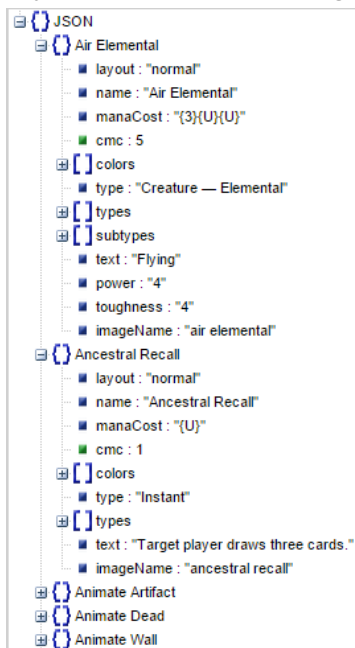 {} JSON
{} Air Elemental
layout : "normal"
name : "Air Elemental"
manaCost : "{3}{U}{U}"
cmc : 5
[] colors
type : "Creature — Elemental"
[] types
[] subtypes
text : "Flying"
power : "4"
toughness : "4"
imageName : "air elemental"
{} Ancestral Recall
layout : "normal"
name : "Ancestral Recall"
manaCost : "{U}"
cmc : 1
[] colors
type : "Instant"
[] types
text : "Target player draws three cards."
imageName : "ancestral recall"
{} Animate Artifact
{} Animate Dead
{} Animate Wall